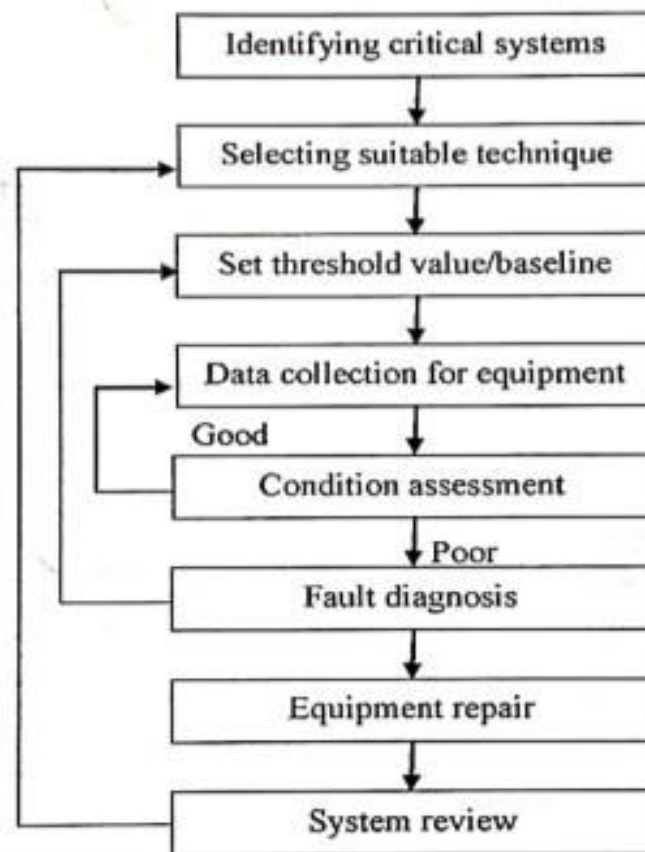 Identifying critical systems
Selecting suitable technique
Set threshold value/baseline
Data collection for equipment
Good
Condition assessment
Poor
Fault diagnosis
Equipment repair
System review